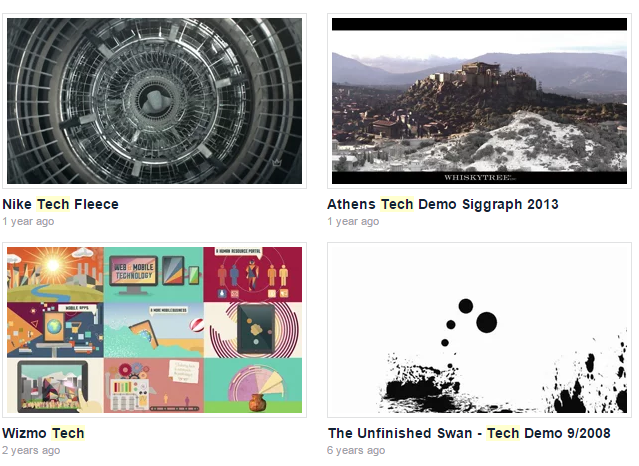 WHISKYTREE
Nike Tech Fleece
1 year ago
Athens Tech Demo Siggraph 2013
1 year ago
WEB & MOBILE
TECHNOLOGY
A HUMAN RESOURCE PORTAL
MOBILE APPS
Wizmo Tech
2 years ago
The Unfinished Swan - Tech Demo 9/2008
6 years ago